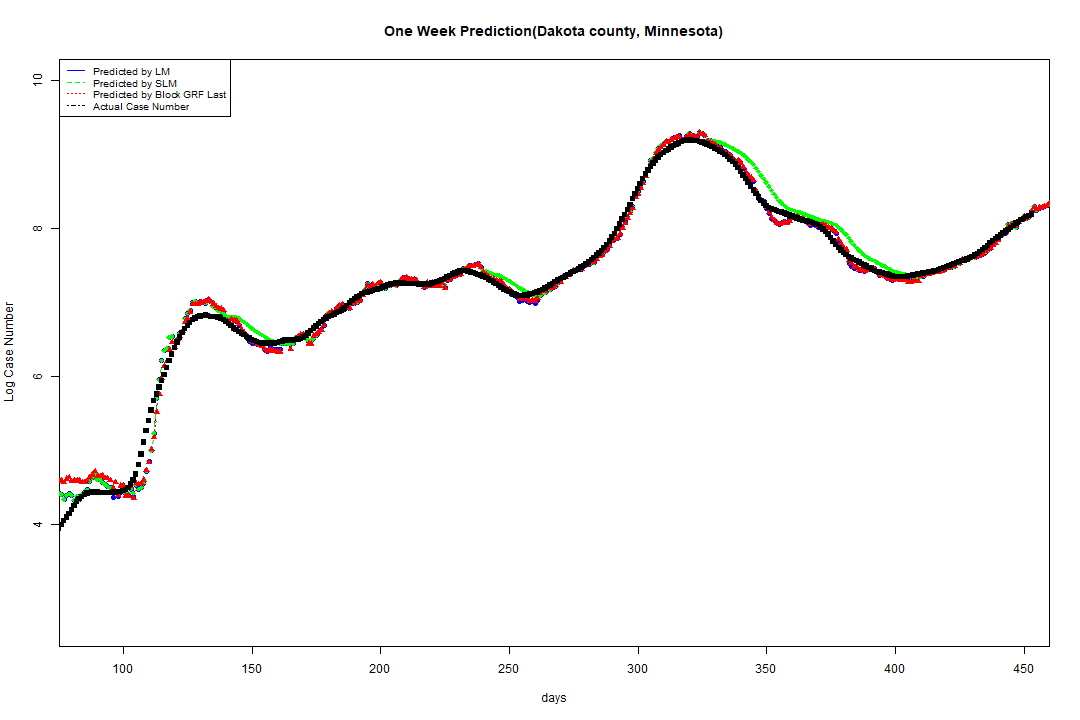 One Week Prediction(Dakota county, Minnesota)
Predicted by LM
Predicted by SLM
Predicted by Block GRF Last
Actual Case Number
10
8
6
4
Log Case Number
100 150 200 250 300 350 400 450
days